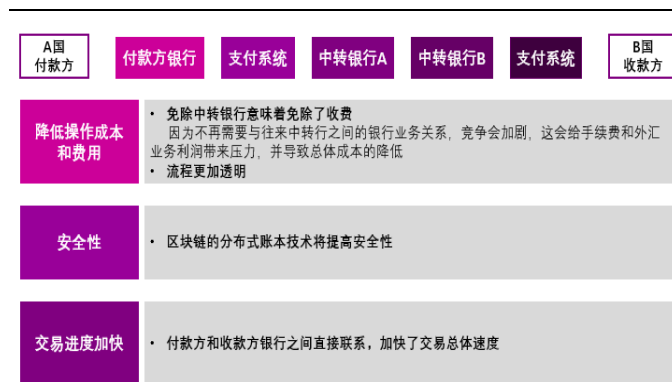 A国
付款方
付款方银行
支付系统
中转银行A
中转银行B
支付系统
B国
收款方
降低操作成本
和费用
• 免除中转银行意味着免除了收费
因为不再需要与往来中转行之间的银行业务关系，竞争会加剧，这会给手续费和外汇
业务利润带来压力，并导致总体成本的降低
• 流程更加透明
安全性
• 区块链的分布式账本技术将提高安全性
交易进度加快
• 付款方和收款方银行之间直接联系，加快了交易总体速度